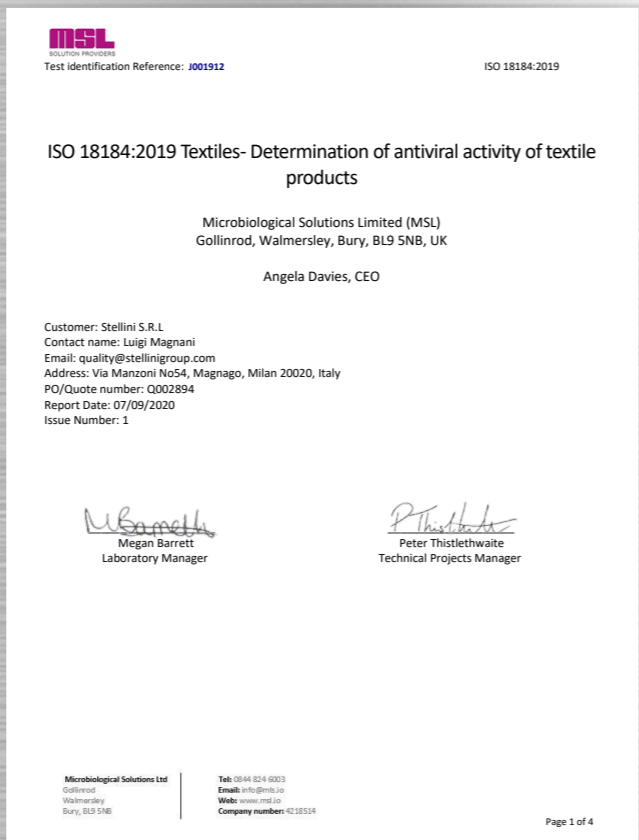 MSL
SOLUTION PROVIDERS
Test identification Reference: J001912
ISO 18184:2019
ISO 18184:2019 Textiles- Determination of antiviral activity of textile
products
Microbiological Solutions Limited (MSL)
Gollinrod, Walmersley, Bury, BL9 5NB, UK
Angela Davies, CEO
Customer: Stellini S.R.L
Contact name: Luigi Magnani
Email: quality@stellinigroup.com
Address: Via Manzoni No54, Magnago, Milan 20020, Italy
PO/Quote number: Q002894
Report Date: 07/09/2020
Issue Number: 1
MBarrett
Megan Barrett
Laboratory Manager
PThistlethwaite
Peter Thistlethwaite
Technical Projects Manager
Microbiological Solutions Ltd
Gollinrod
Walmersley
Bury, BL9 5NB
Tel: 0844 824 6003
Email: info@mls.io
Web: www.msl.io
Company number: 4218514
Page 1 of 4